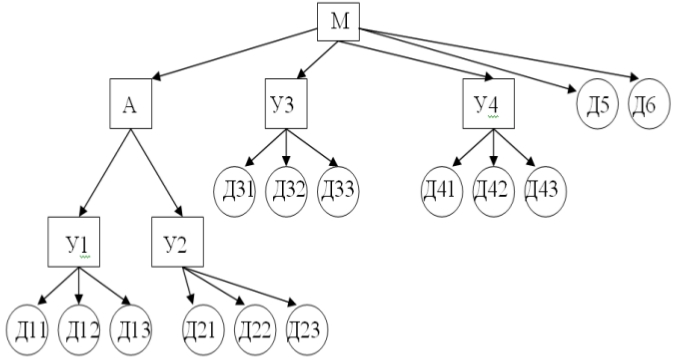 М
А У3 У4 Д5 Д6
Д31 Д32 Д33 Д41 Д42 Д43
У1 У2
Д11 Д12 Д13 Д21 Д22 Д23